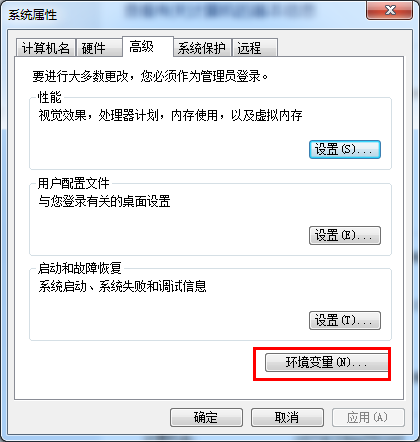 系统属性
计算机名 硬件 高级 系统保护 远程
要进行大多数更改，您必须作为管理员登录。
性能
视觉效果，处理器计划，内存使用，以及虚拟内存
设置(S)...
用户配置文件
与您登录有关的桌面设置
设置(E)...
启动和故障恢复
系统启动、系统失败和调试信息
设置(T)...
环境变量(N)...
确定 取消 应用(A)